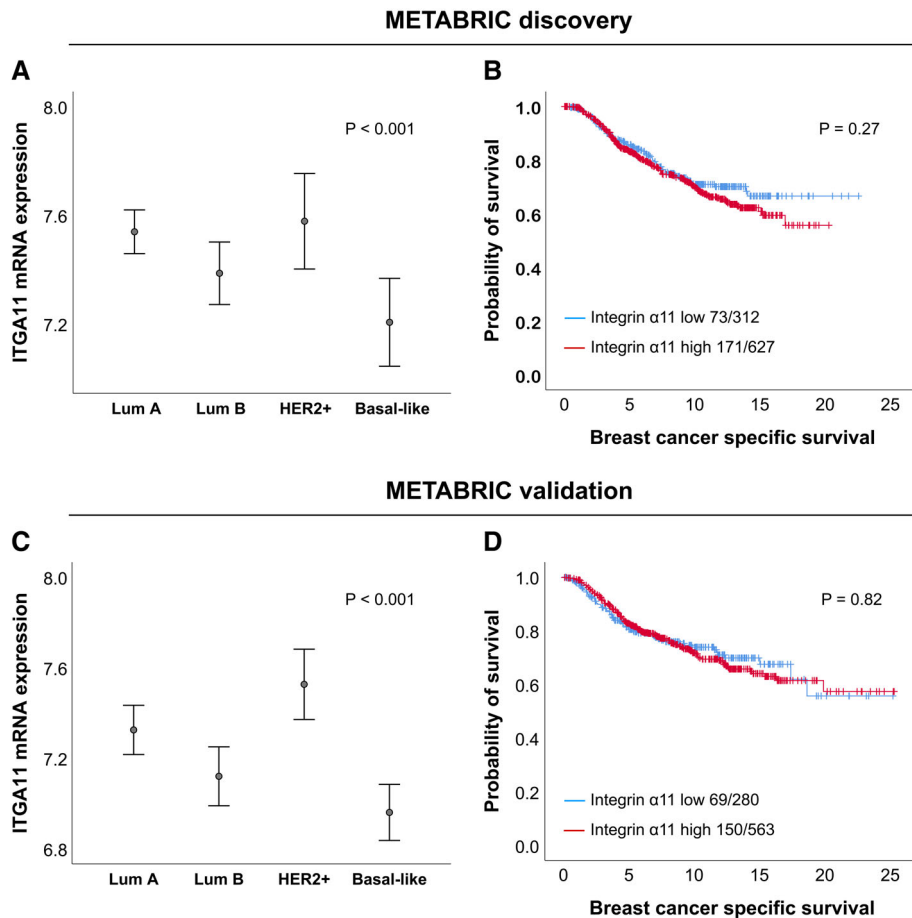 METABRIC discovery
A
ITGA11 mRNA expression
8.0
7.6
7.2
P < 0.001
Lum A Lum B HER2+ Basal-like
B
Probability of survival
1.0
0.8
0.6
0.4
0.2
0.0
P = 0.27
Integrin α11 low 73/312
Integrin α11 high 171/627
0 5 10 15 20 25
Breast cancer specific survival
METABRIC validation
C
ITGA11 mRNA expression
8.0
7.6
7.2
6.8
P < 0.001
Lum A Lum B HER2+ Basal-like
D
Probability of survival
1.0
0.8
0.6
0.4
0.2
0.0
P = 0.82
Integrin α11 low 69/280
Integrin α11 high 150/563
0 5 10 15 20 25
Breast cancer specific survival